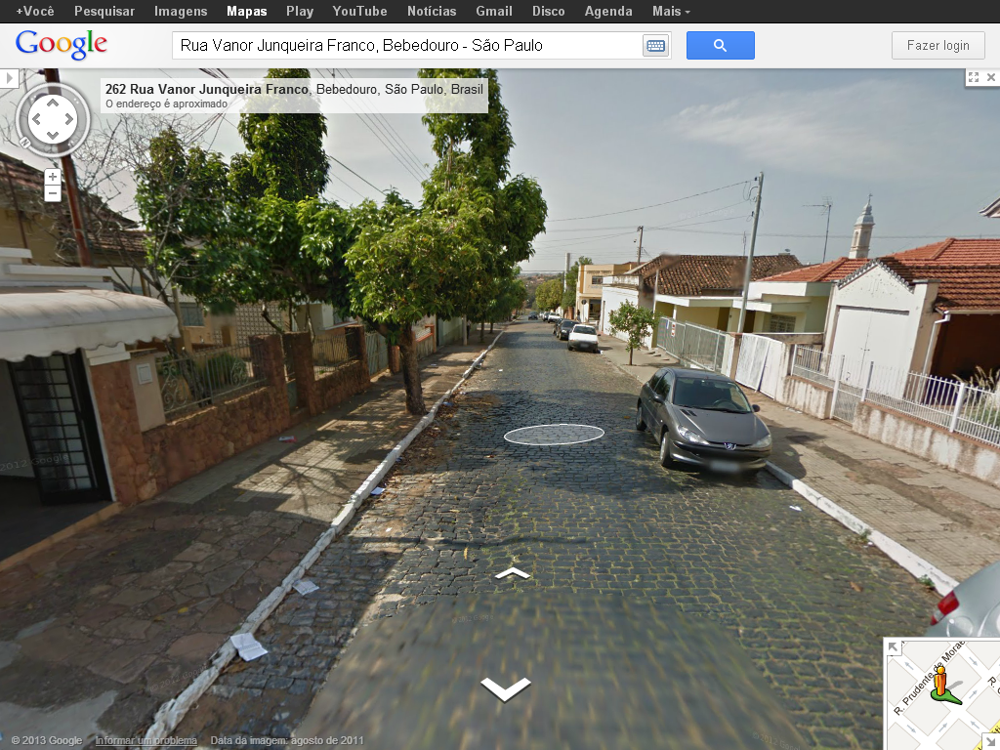 +Você Pesquisar Imagens Mapas Play YouTube Notícias Gmail Disco Agenda Mais
Google
Rua Vanor Junqueira Franco, Bebedouro - São Paulo
Fazer login
262 Rua Vanor Junqueira Franco, Bebedouro, São Paulo, Brasil
O endereço é aproximado
N
© 2012 Google
R. Prudente de Morae
R. C
© 2013 Google Informar um problema Data da imagem: agosto de 2011